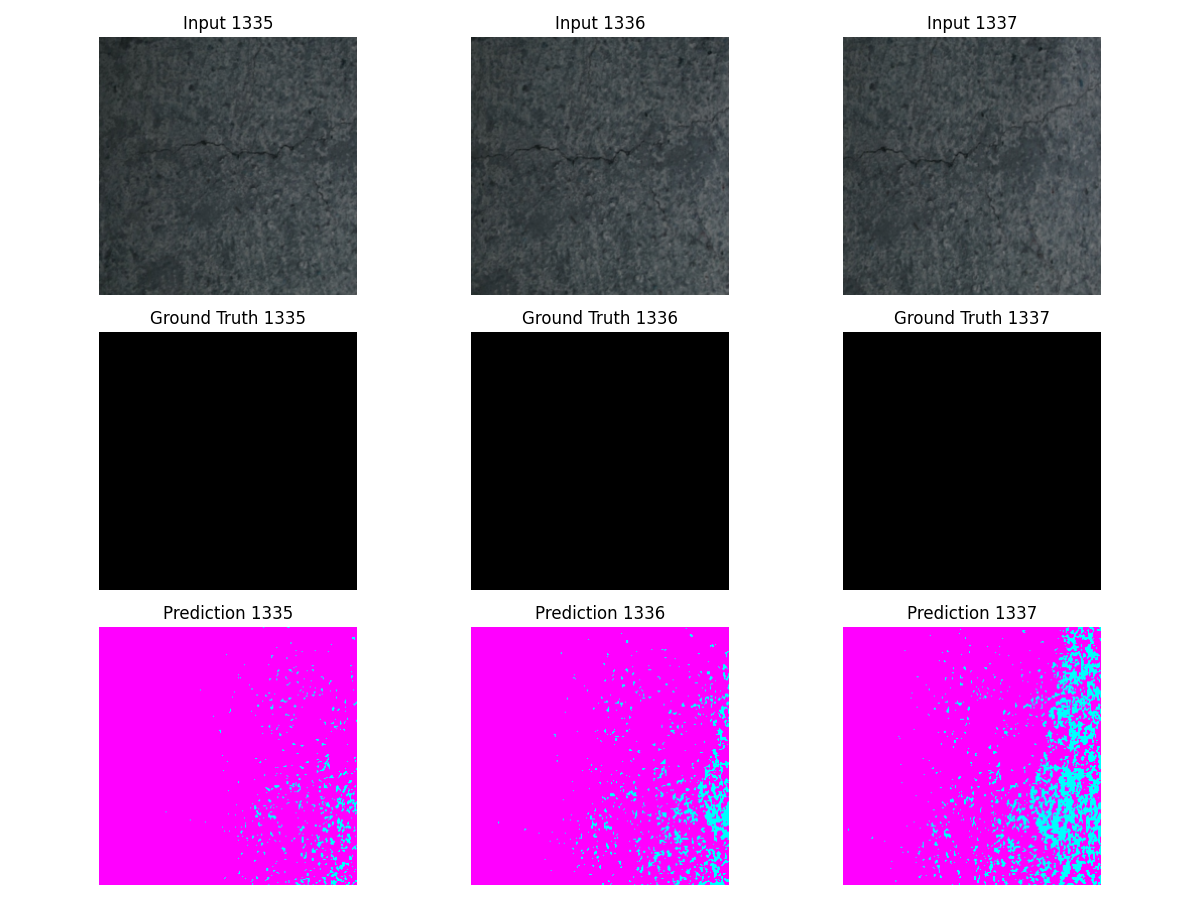 Input 1335
Input 1336
Input 1337
Ground Truth 1335
Ground Truth 1336
Ground Truth 1337
Prediction 1335
Prediction 1336
Prediction 1337